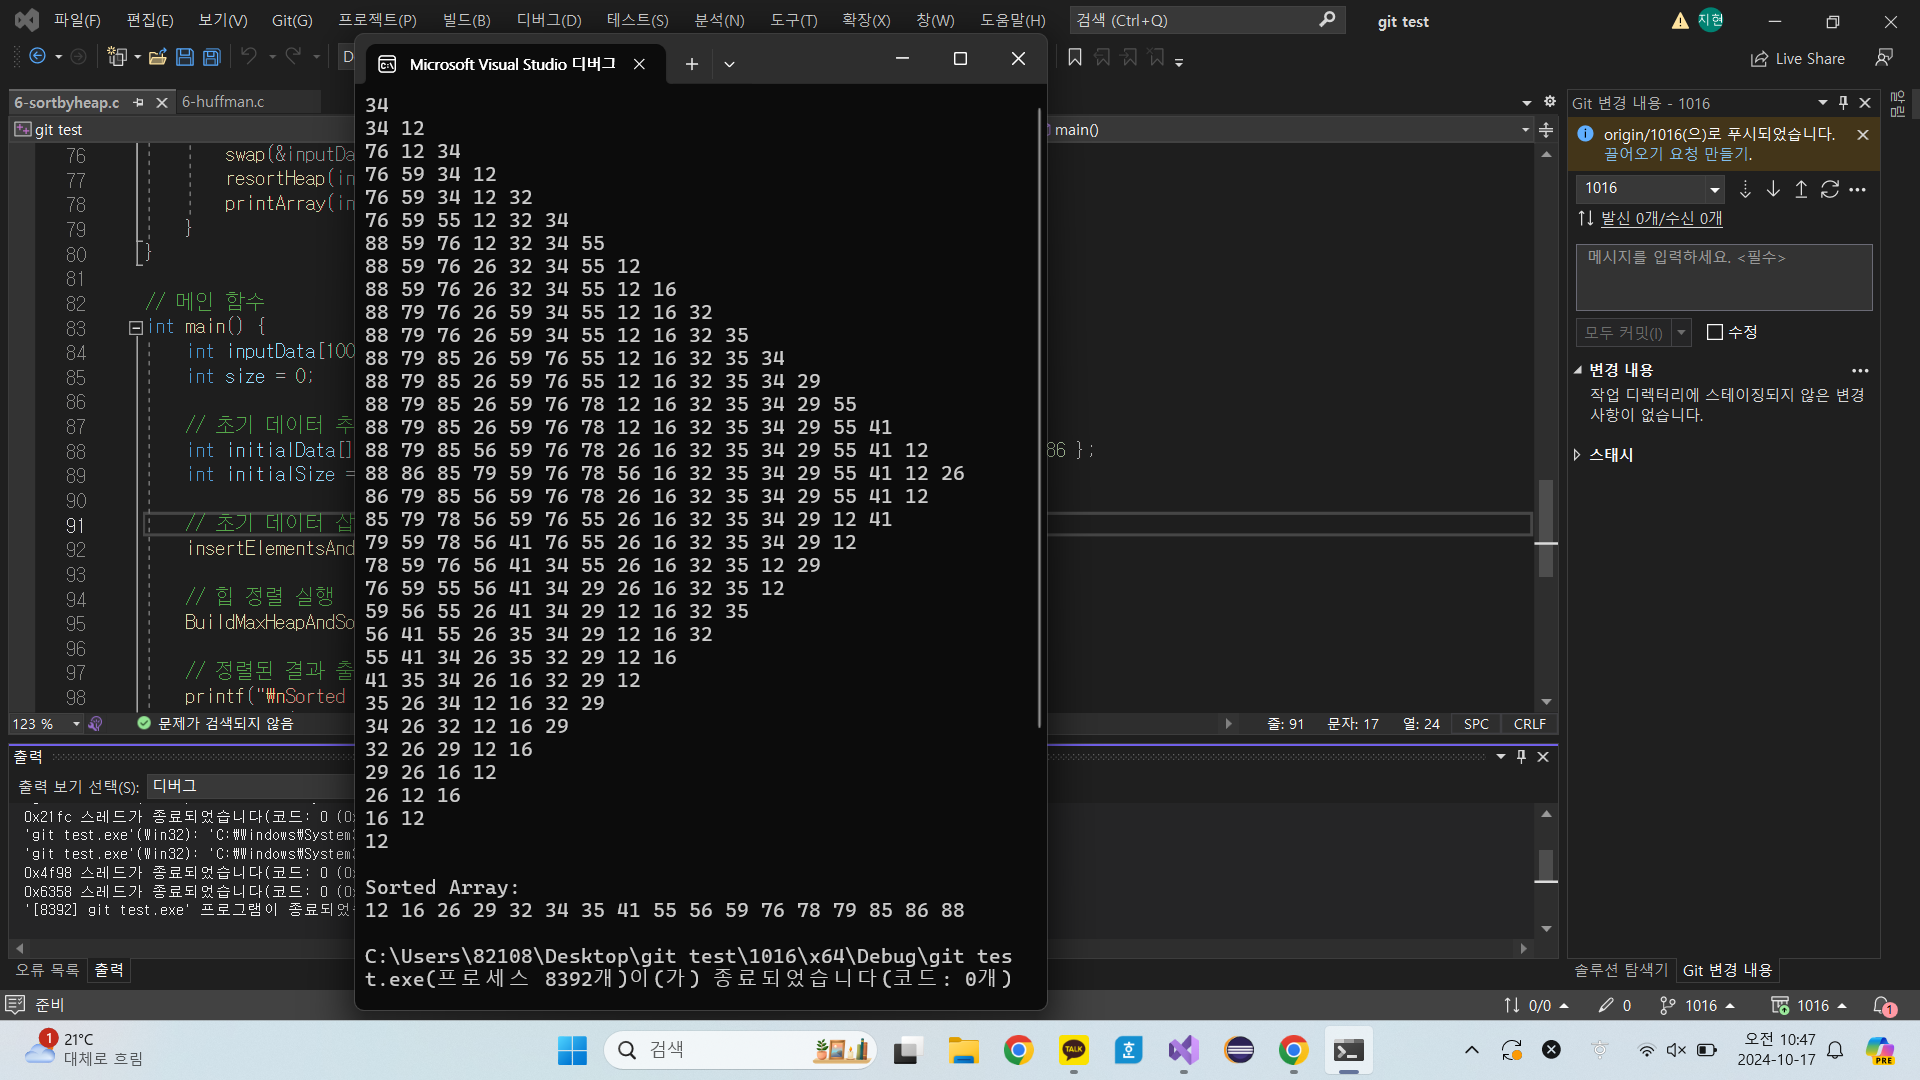 파일(F) 편집(E) 보기(V) Git(G) 프로젝트(P) 빌드(B) 디버그(D) 테스트(S) 분석(N) 도구(T) 확장(X) 창(W) 도움말(H) 검색 (Ctrl+Q) git test 지현
Live Share
Microsoft Visual Studio 디버그
6-sortbyheap.c 6-huffman.c
git test main()
76 swap(&inputDa
77 resortHeap(in
78 printArray(in
79 }
80 }
81
82 // 메인 함수
83 int main() {
84 int inputData[100
85 int size = 0;
86
87 // 초기 데이터 추
88 int initialData[] 86 };
89 int initialSize =
90
91 // 초기 데이터 삽
92 insertElementsAnd
93
94 // 힙 정렬 실행
95 BuildMaxHeapAndSo
96
97 // 정렬된 결과 출
98 printf("₩nSorted
123 % 문제가 검색되지 않음 줄: 91 문자: 17 열: 24 SPC CRLF
34
34 12
76 12 34
76 59 34 12
76 59 34 12 32
76 59 55 12 32 34
88 59 76 12 32 34 55
88 59 76 26 32 34 55 12
88 59 76 26 32 34 55 12 16
88 79 76 26 59 34 55 12 16 32
88 79 76 26 59 34 55 12 16 32 35
88 79 85 26 59 76 55 12 16 32 35 34
88 79 85 26 59 76 55 12 16 32 35 34 29
88 79 85 26 59 76 78 12 16 32 35 34 29 55
88 79 85 26 59 76 78 12 16 32 35 34 29 55 41
88 79 85 56 59 76 78 26 16 32 35 34 29 55 41 12
88 86 85 79 59 76 78 56 16 32 35 34 29 55 41 12 26
86 79 85 56 59 76 78 26 16 32 35 34 29 55 41 12
85 79 78 56 59 76 55 26 16 32 35 34 29 12 41
79 59 78 56 41 76 55 26 16 32 35 34 29 12
78 59 76 56 41 34 55 26 16 32 35 12 29
76 59 55 56 41 34 29 26 16 32 35 12
59 56 55 26 41 34 29 12 16 32 35
56 41 55 26 35 34 29 12 16 32
55 41 34 26 35 32 29 12 16
41 35 34 26 16 32 29 12
35 26 34 12 16 32 29
34 26 32 12 16 29
32 26 29 12 16
29 26 16 12
26 12 16
16 12
12
Sorted Array:
12 16 26 29 32 34 35 41 55 56 59 76 78 79 85 86 88
C:\Users\82108\Desktop\git test\1016\x64\Debug\git tes
t.exe(프로세스 8392개)이(가) 종료되었습니다(코드: 0개)
Git 변경 내용 - 1016
알림
origin/1016(으)로 푸시되었습니다.
끌어오기 요청 만들기.
1016
발신 0개/수신 0개
메시지를 입력하세요. <필수>
모두 커밋(I) 수정
변경 내용
작업 디렉터리에 스테이징되지 않은 변경
사항이 없습니다.
스태시
출력
출력 보기 선택(S): 디버그
0x21fc 스레드가 종료되었습니다(코드: 0 (0x
'git test.exe'(Win32): 'C:₩Windows₩System3
'git test.exe'(Win32): 'C:₩Windows₩System3
0x4f98 스레드가 종료되었습니다(코드: 0 (0x
0x6358 스레드가 종료되었습니다(코드: 0 (0x
'[8392] git test.exe' 프로그램이 종료되었
오류 목록 출력
솔루션 탐색기 Git 변경 내용
준비 0/0 0 1016 1016 1
1 21°C
대체로 흐림
검색
TALK
오전 10:47
2024-10-17
PRE